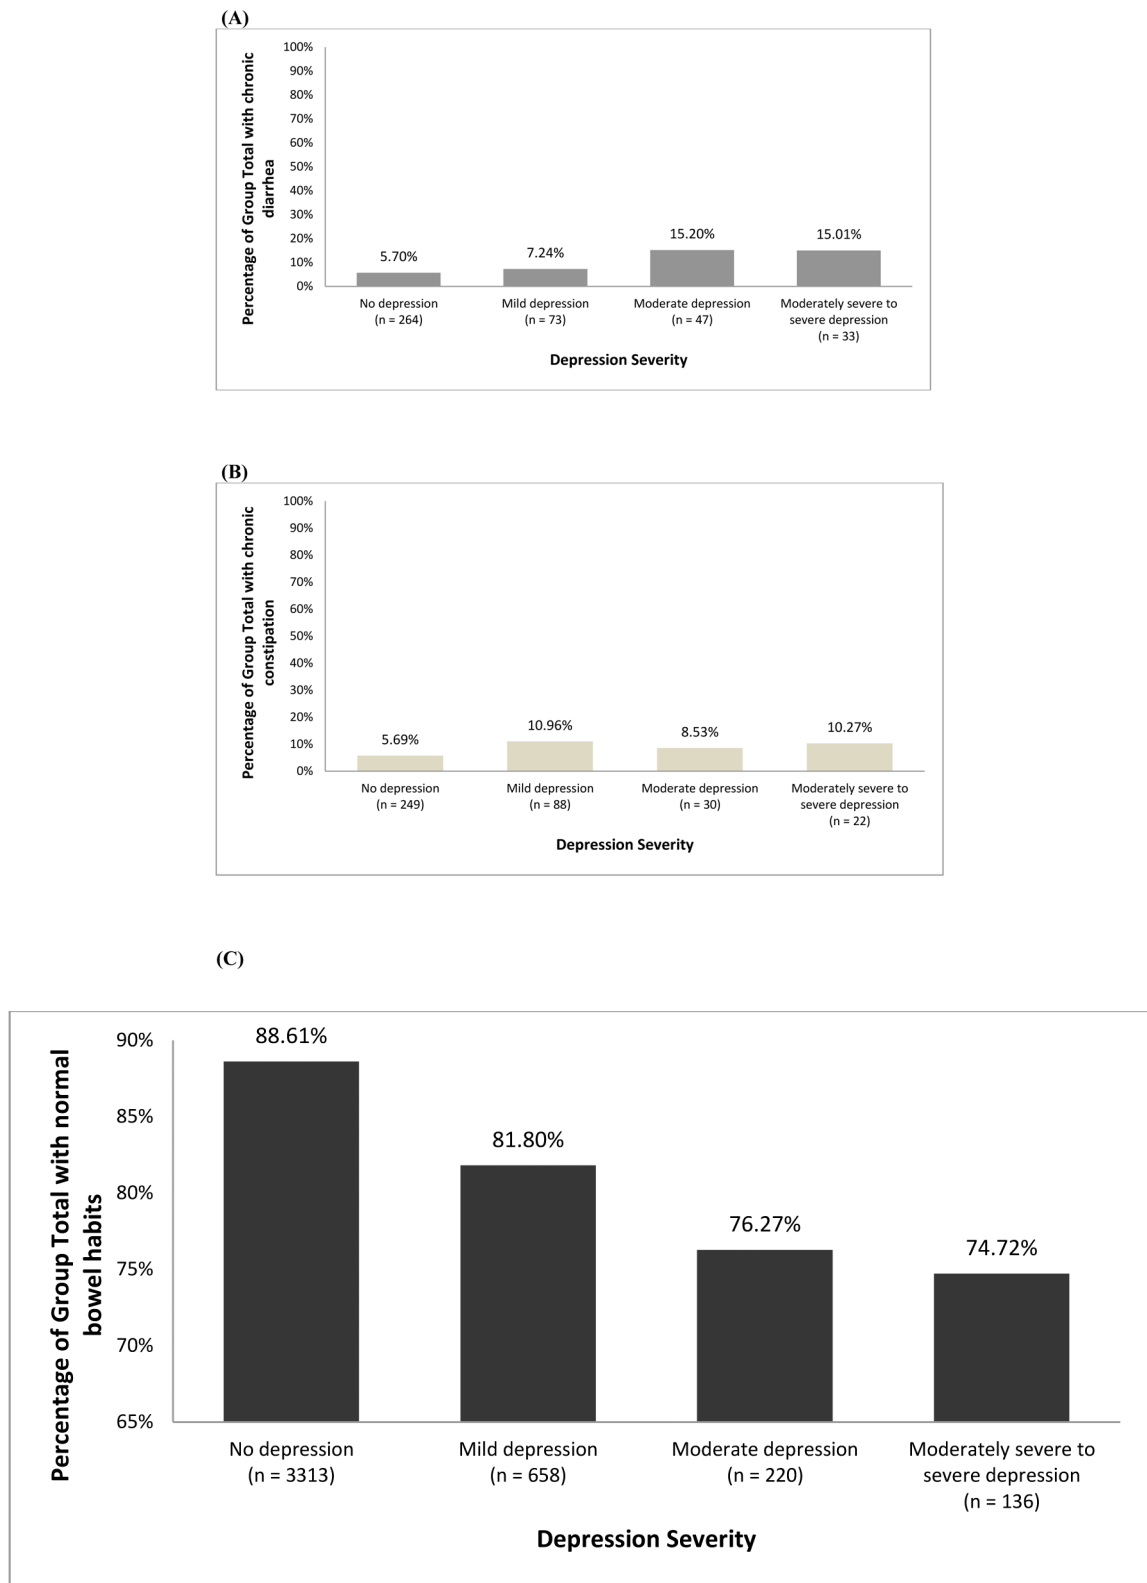 (A)
Percentage of Group Total with chronic
diarrhea
100%
90%
80%
70%
60%
50%
40%
30%
20%
10%
0%
5.70%
7.24%
15.20%
15.01%
No depression
(n = 264)
Mild depression
(n = 73)
Moderate depression
(n = 47)
Moderately severe to
severe depression
(n = 33)
Depression Severity
(B)
Percentage of Group Total with chronic
constipation
100%
90%
80%
70%
60%
50%
40%
30%
20%
10%
0%
5.69%
10.96%
8.53%
10.27%
No depression
(n = 249)
Mild depression
(n = 88)
Moderate depression
(n = 30)
Moderately severe to
severe depression
(n = 22)
Depression Severity
(C)
Percentage of Group Total with normal
bowel habits
90%
85%
80%
75%
70%
65%
88.61%
81.80%
76.27%
74.72%
No depression
(n = 3313)
Mild depression
(n = 658)
Moderate depression
(n = 220)
Moderately severe to
severe depression
(n = 136)
Depression Severity